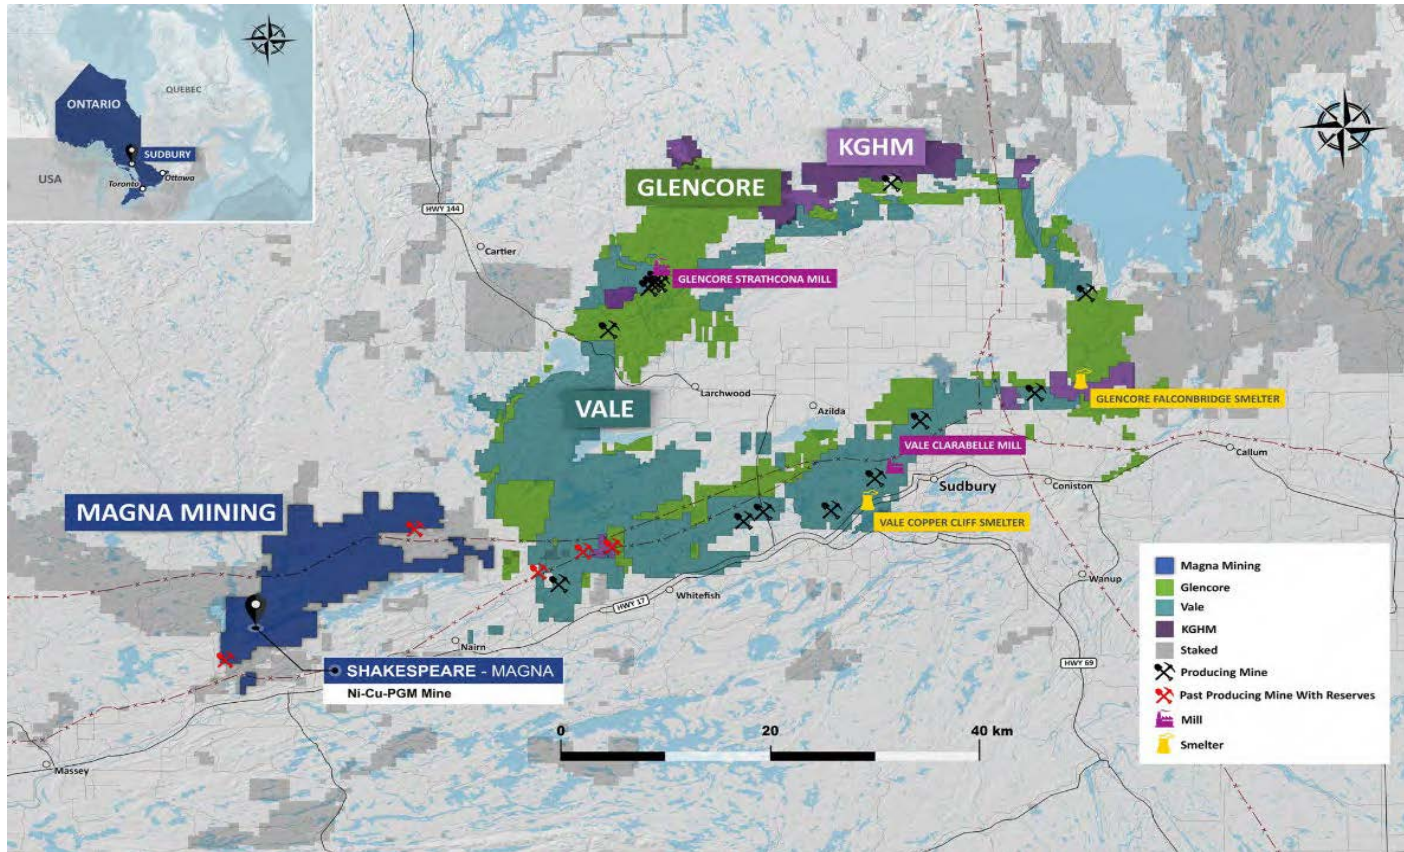 ONTARIO
QUEBEC
SUDBURY
USA
Toronto
Ottawa
HWY 144
Cartier
KGHM
GLENCORE
GLENCORE STRATHCONA MILL
Larchwood
VALE
Azilda
GLENCORE FALCONBRIDGE SMELTER
VALE CLARABELLE MILL
Callum
Sudbury
Coniston
MAGNA MINING
VALE COPPER CLIFF SMELTER
Wanup
Whitefish
HWY 17
Nairn
HWY 69
SHAKESPEARE - MAGNA
Ni-Cu-PGM Mine
Massey
0 20 40 km
Magna Mining
Glencore
Vale
KGHM
Staked
Producing Mine
Past Producing Mine With Reserves
Mill
Smelter